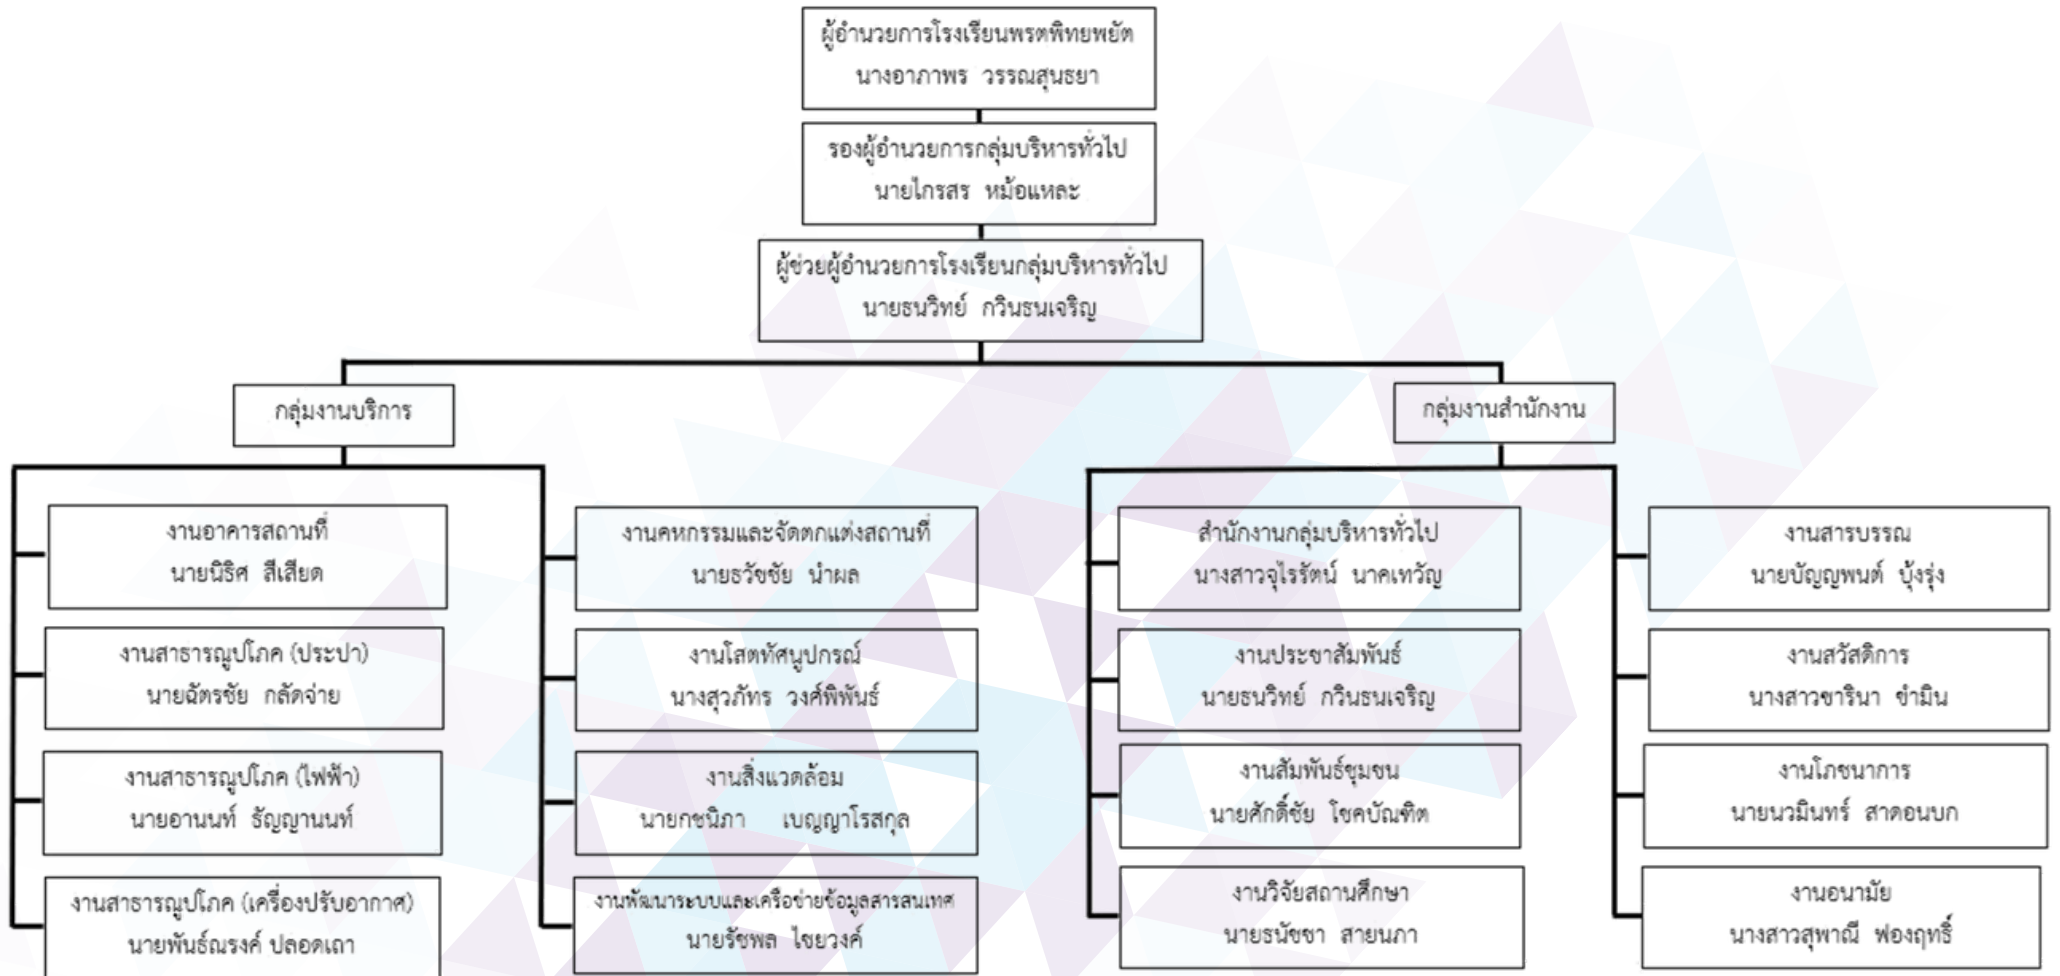 ผู้อำนวยการโรงเรียนพรตพิทยพยัต
นางอาภาพร วรรณสุนธยา
รองผู้อำนวยการกลุ่มบริหารทั่วไป
นายไกรสร หม้อแหละ
ผู้ช่วยผู้อำนวยการโรงเรียนกลุ่มบริหารทั่วไป
นายธนวิทย์ กวินธนเจริญ
กลุ่มงานบริการ
งานอาคารสถานที่
นายนิธิศ สีเสียด
งานสาธารณูปโภค (ประปา)
นายฉัตรชัย กลัดจ่าย
งานสาธารณูปโภค (ไฟฟ้า)
นายอานนท์ ธัญญานนท์
งานสาธารณูปโภค (เครื่องปรับอากาศ)
นายพันธ์ณรงค์ ปลอดเถา
งานคหกรรมและจัดตกแต่งสถานที่
นายธวัชชัย นำผล
งานโสตทัศนูปกรณ์
นางสุวภัทร วงศ์พิพันธ์
งานสิ่งแวดล้อม
นายกชนิภา เบญญาโรสกุล
งานพัฒนาระบบและเครือข่ายข้อมูลสารสนเทศ
นายรัชพล ไชยวงค์
กลุ่มงานสำนักงาน
สำนักงานกลุ่มบริหารทั่วไป
นางสาวจุไรรัตน์ นาคเทวัญ
งานประชาสัมพันธ์
นายธนวิทย์ กวินธนเจริญ
งานสัมพันธ์ชุมชน
นายศักดิ์ชัย โชคบัณฑิต
งานวิจัยสถานศึกษา
นายธนัชชา สายนภา
งานสารบรรณ
นายบัญญพนต์ บุ้งรุ่ง
งานสวัสดิการ
นางสาวชารินา ขำมิน
งานโภชนาการ
นายนวมินทร์ สาดอนบก
งานอนามัย
นางสาวสุพาณี ฟองฤทธิ์